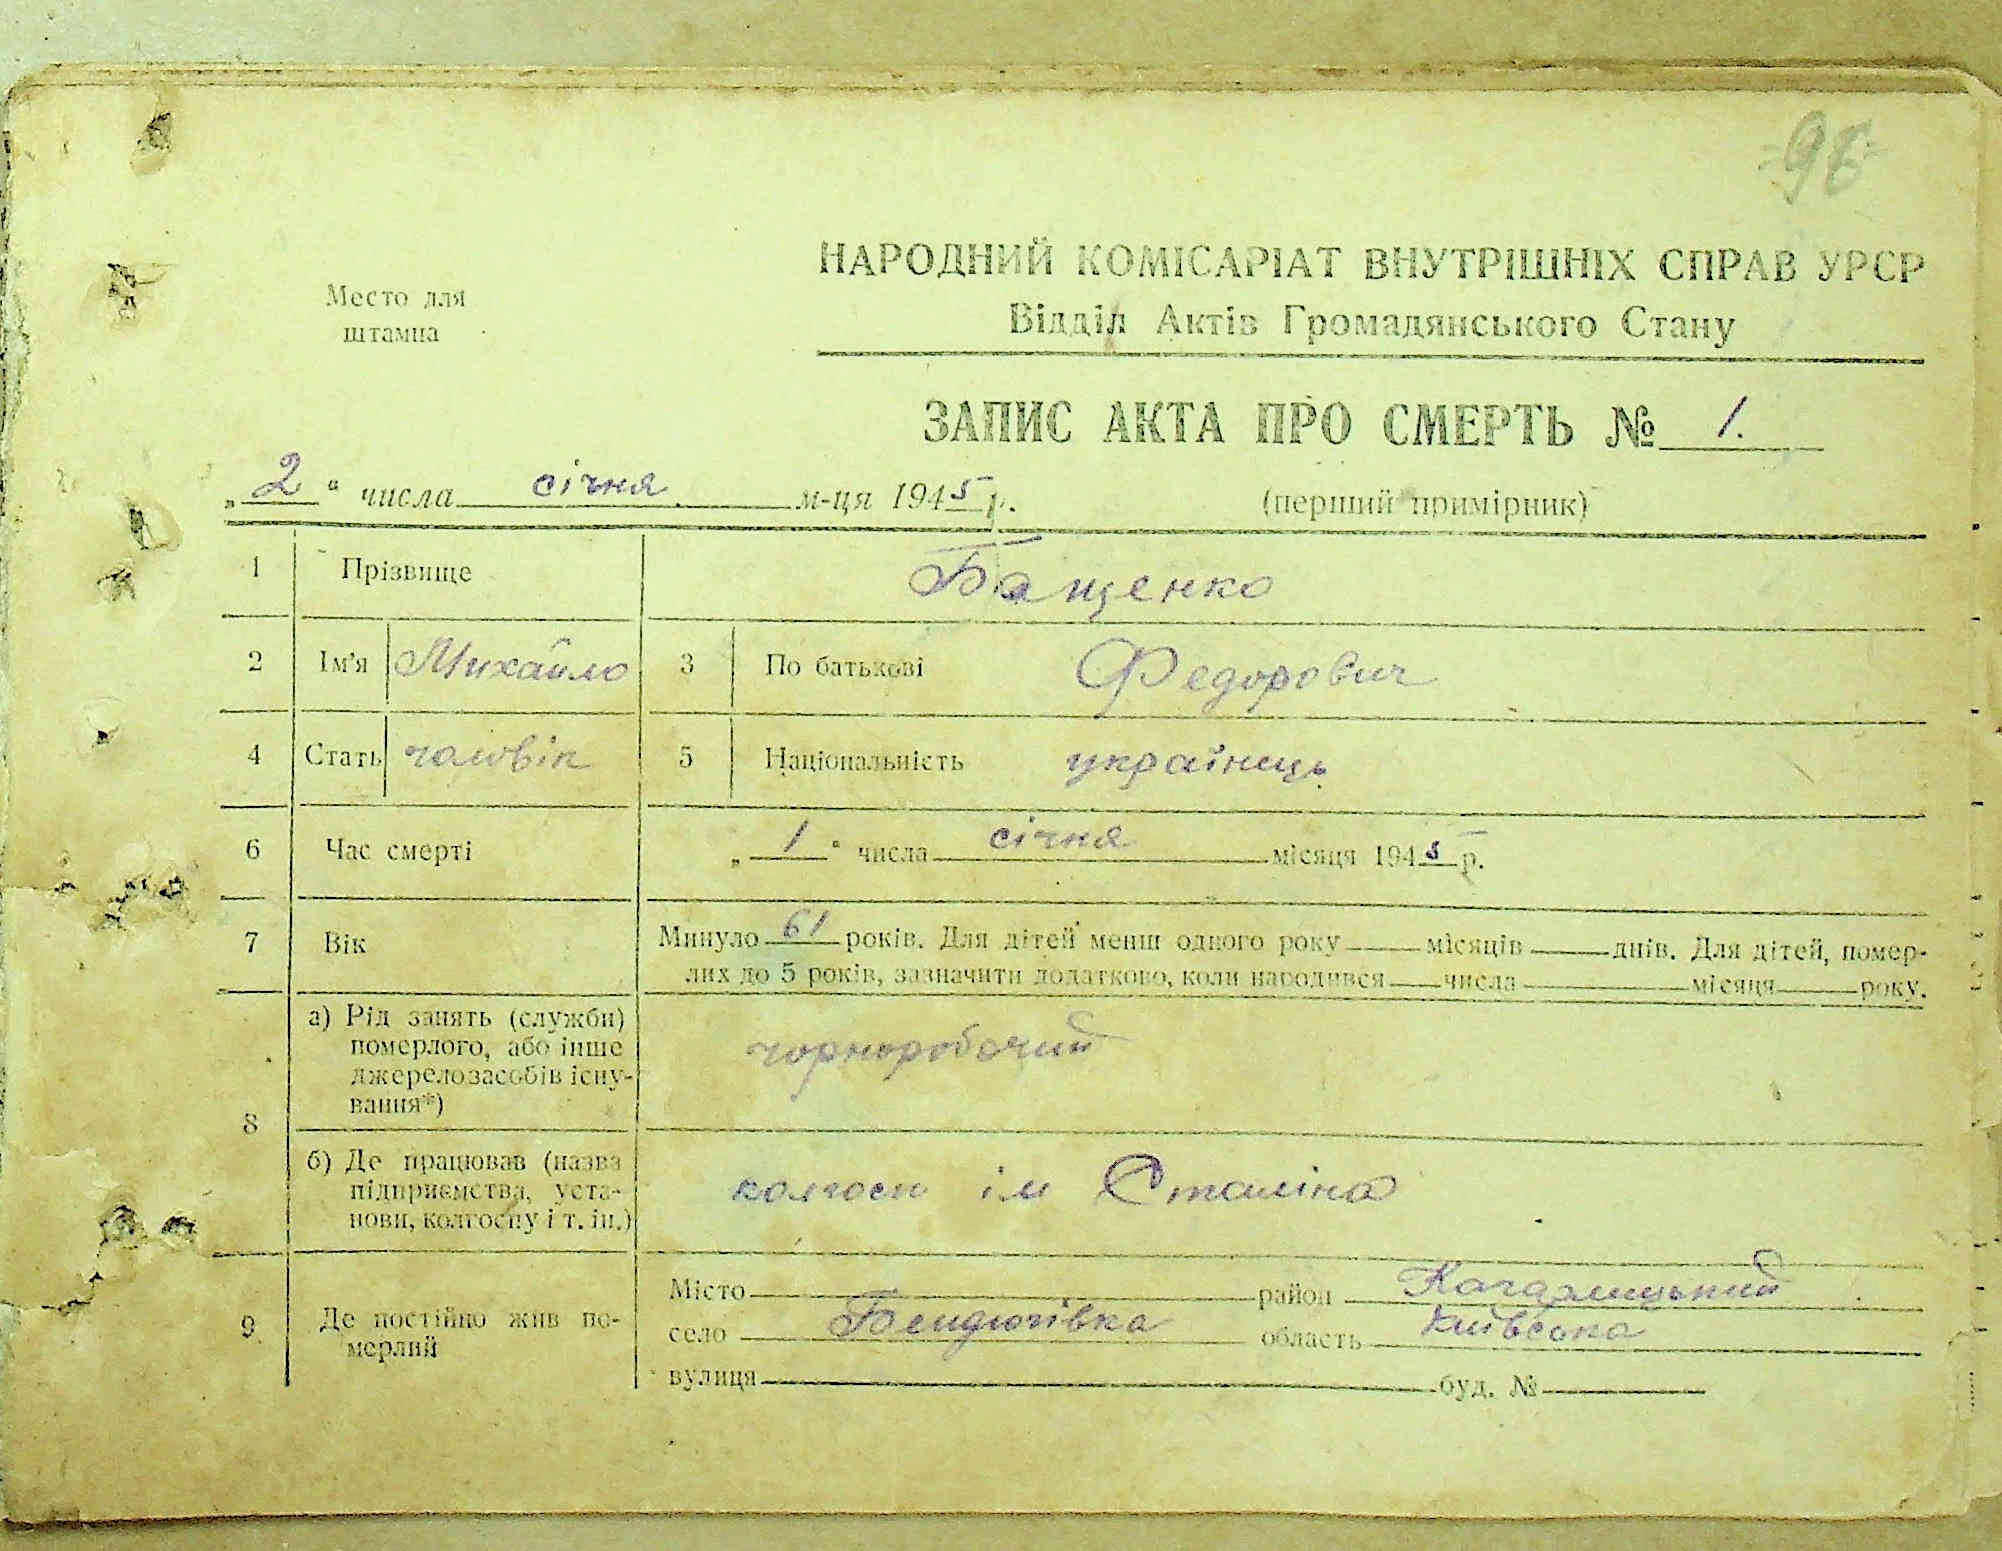 98
Место для
штампа
НАРОДНИЙ КОМІСАРІАТ ВНУТРІШНІХ СПРАВ УРСР
Відділ Актів Громадянського Стану
ЗАПИС АКТА ПРО СМЕРТЬ № 1.
„2“ числа січня м-ця 1945 р.
(перший примірник)
1 Прізвище Бащенко
2 Ім'я Михайло 3 По батькові Федорович
4 Стать чоловік 5 Національність українець
6 Час смерті „1“ числа січня місяця 1945 р.
7 Вік Минуло 61 років. Для дітей менш одного року місяців днів. Для дітей, помер-
лих до 5 років, зазначити додатково, коли народився числа місяця року.
8
а) Рід занять (служби)
померлого, або інше
джерело засобів існу-
вання*)
чорноробочий
б) Де працював (назва
підприємства, уста-
нови, колгоспу і т. ін.)
колгосп ім Сталіна
9 Де постійно жив по-
мерлий
Місто район Кагарлицький
село Бендюгівка область Київська
вулиця буд. №